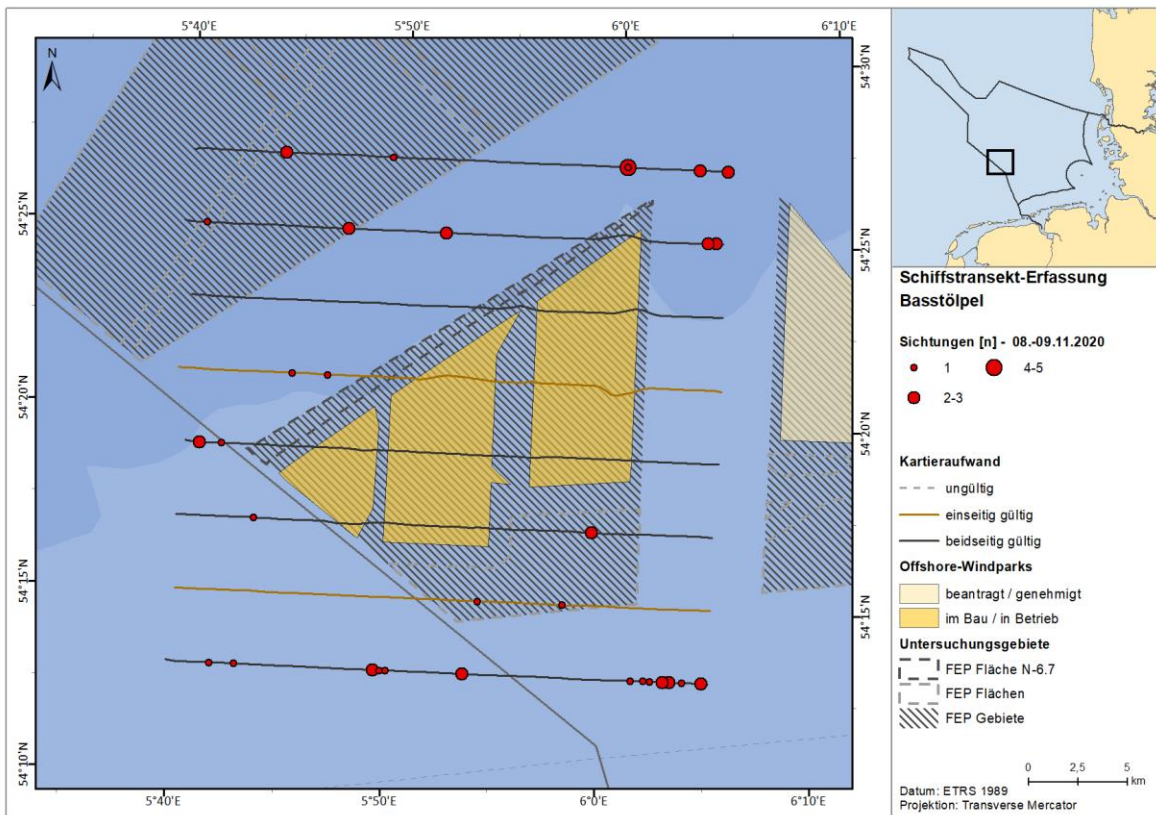 5°40'E 5°50'E 6°0'E 6°10'E
N
54°30'N
54°25'N
54°25'N
54°20'N
54°20'N
54°15'N
54°15'N
54°10'N
5°40'E 5°50'E 6°0'E 6°10'E
Schiffstransekt-Erfassung
Basstölpel
Sichtungen [n] - 08.-09.11.2020
1 4-5
2-3
Kartieraufwand
ungültig
einseitig gültig
beidseitig gültig
Offshore-Windparks
beantragt / genehmigt
im Bau / in Betrieb
Untersuchungsgebiete
FEP Fläche N-6.7
FEP Flächen
FEP Gebiete
0 2,5 5
km
Datum: ETRS 1989
Projektion: Transverse Mercator